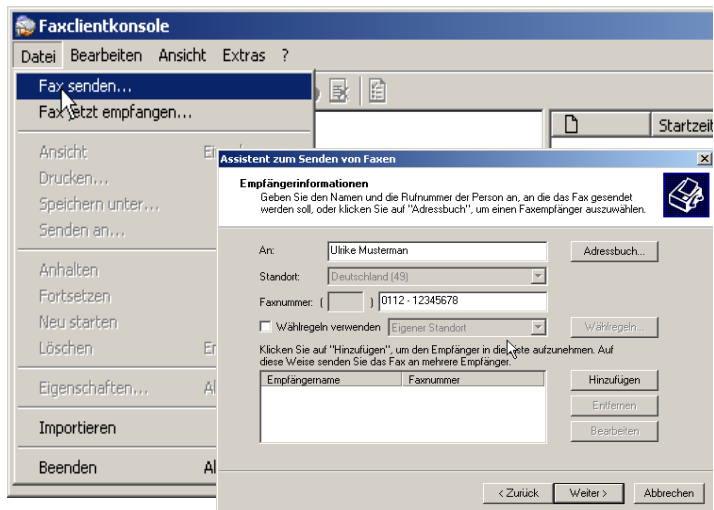 Faxclientkonsole
Datei Bearbeiten Ansicht Extras ?
Fax senden...
Fax jetzt empfangen...
Startzeit
Ansicht
Drucken...
Speichern unter...
Senden an...
Anhalten
Fortsetzen
Neu starten
Löschen
Eigenschaften...
Importieren
Beenden
Assistent zum Senden von Faxen
Empfängerinformationen
Geben Sie den Namen und die Rufnummer der Person an, an die das Fax gesendet
werden soll, oder klicken Sie auf "Adressbuch", um einen Faxempfänger auszuwählen.
An: Ulrike Musterman Adressbuch...
Standort: Deutschland (49)
Faxnummer: ( ) 0112 - 12345678
Wählregeln verwenden Eigener Standort Wählregeln...
Klicken Sie auf "Hinzufügen", um den Empfänger in die Liste aufzunehmen. Auf
diese Weise senden Sie das Fax an mehrere Empfänger.
Empfängername Faxnummer Hinzufügen
Entfernen
Bearbeiten
< Zurück Weiter > Abbrechen